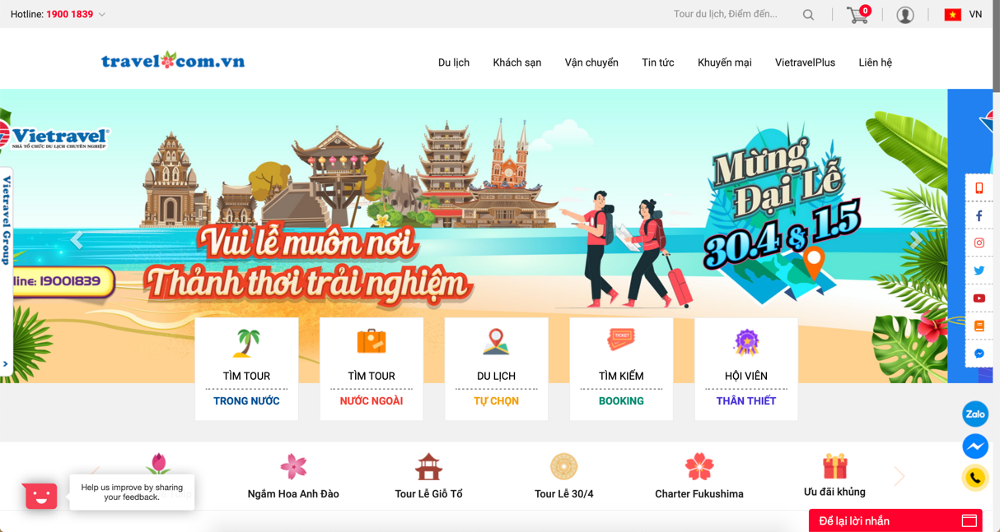 Hotline: 1900 1839
Tour du lịch, Điểm đến...
0
VN
travel com.vn
Du lịch
Khách sạn
Vận chuyển
Tin tức
Khuyến mại
VietravelPlus
Liên hệ
Vietravel®
NHÀ TỔ CHỨC DU LỊCH CHUYÊN NGHIỆP
Vietravel Group
Vui lễ muôn nơi
Thảnh thơi trải nghiệm
Mừng
Đại Lễ
30.4 & 1.5
line: 19001839
TÌM TOUR
TRONG NƯỚC
TÌM TOUR
NƯỚC NGOÀI
DU LỊCH
TỰ CHỌN
TICKET
TÌM KIẾM
BOOKING
HỘI VIÊN
THÂN THIẾT
Zalo
Ngắm Hoa Anh Đào
Tour Lễ Giỗ Tổ
Tour Lễ 30/4
Charter Fukushima
Ưu đãi khủng
Help us improve by sharing
your feedback.
Để lại lời nhắn